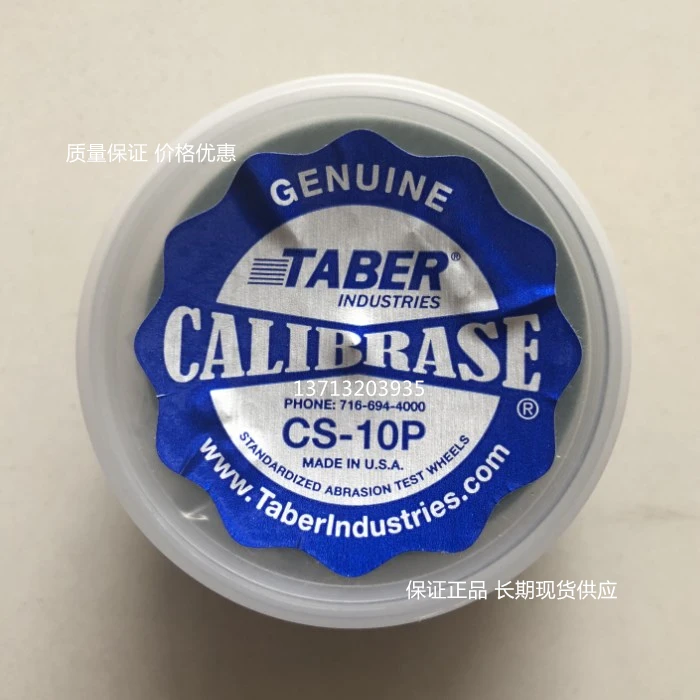 质量保证 价格优惠
GENUINE
TABER®
INDUSTRIES
CALIBRASE®
13713203935
PHONE: 716-694-4000
CS-10P
MADE IN U.S.A.
STANDARDIZED ABRASION TEST WHEELS
www.TaberIndustries.com
保证正品 长期现货供应